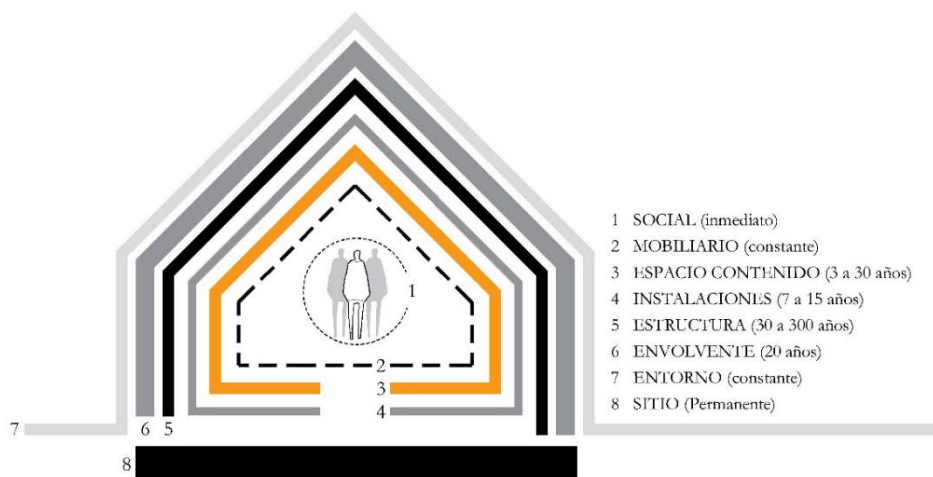 1
2
3
4
7
6
5
8
1 SOCIAL (inmediato)
2 MOBILIARIO (constante)
3 ESPACIO CONTENIDO (3 a 30 años)
4 INSTALACIONES (7 a 15 años)
5 ESTRUCTURA (30 a 300 años)
6 ENVOLVENTE (20 años)
7 ENTORNO (constante)
8 SITIO (Permanente)